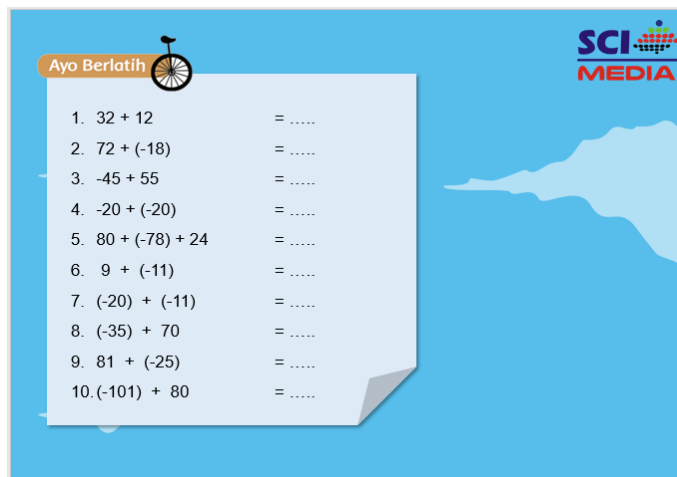 SCI
MEDIA
Ayo Berlatih
1. 32 + 12 = .....
2. 72 + (-18) = .....
3. -45 + 55 = .....
4. -20 + (-20) = .....
5. 80 + (-78) + 24 = .....
6. 9 + (-11) = .....
7. (-20) + (-11) = .....
8. (-35) + 70 = .....
9. 81 + (-25) = .....
10.(-101) + 80 = .....